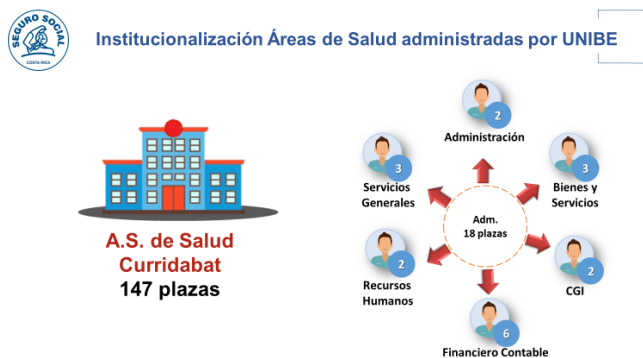 SEGURO SOCIAL
COSTA RICA
Institucionalización Áreas de Salud administradas por UNIBE
A.S. de Salud
Curridabat
147 plazas
2
Administración
3
Servicios
Generales
3
Bienes y
Servicios
Adm.
18 plazas
2
Recursos
Humanos
2
CGI
6
Financiero Contable